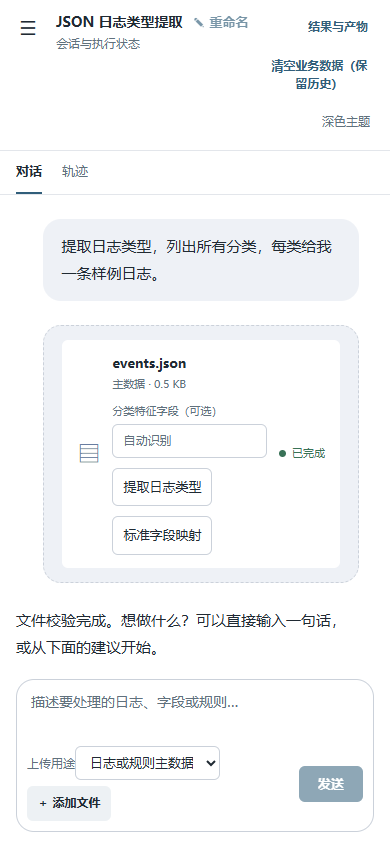 JSON 日志类型提取
重命名
会话与执行状态
结果与产物
清空业务数据（保
留历史）
深色主题
对话
轨迹
提取日志类型，列出所有分类，每类给我
一条样例日志。
events.json
主数据 · 0.5 KB
分类特征字段（可选）
自动识别
已完成
提取日志类型
标准字段映射
文件校验完成。想做什么？可以直接输入一句话，
或从下面的建议开始。
描述要处理的日志、字段或规则...
上传用途
日志或规则主数据
+ 添加文件
发送